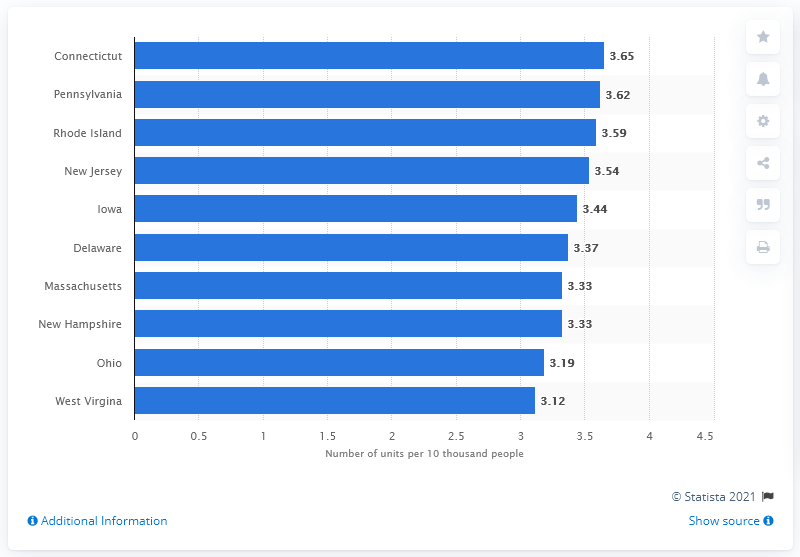 Connectictut 3.65
Pennsylvania 3.62
Rhode Island 3.59
New Jersey 3.54
Iowa 3.44
Delaware 3.37
Massachusetts 3.33
New Hampshire 3.33
Ohio 3.19
West Virgina 3.12
0 0.5 1 1.5 2 2.5 3 3.5 4 4.5
Number of units per 10 thousand people
© Statista 2021
Additional Information
Show source